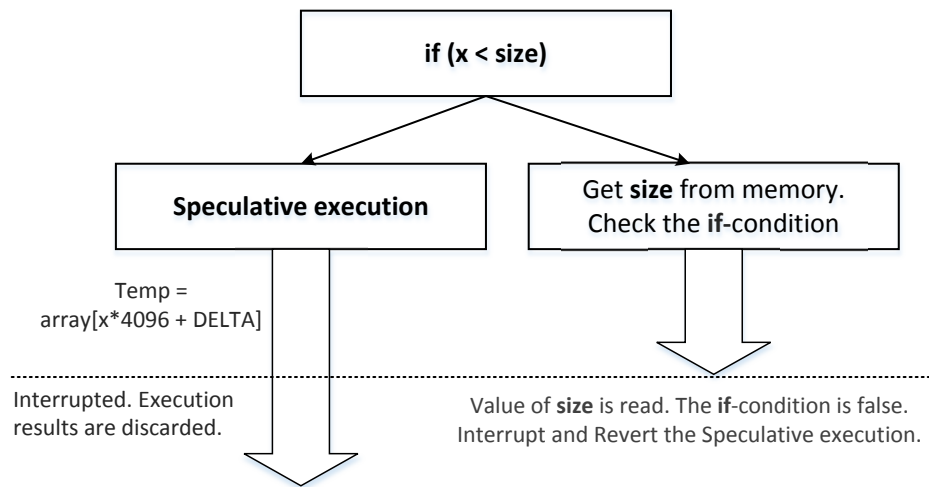 if (x < size)
Speculative execution
Get size from memory.
Check the if-condition
Temp =
array[x*4096 + DELTA]
Interrupted. Execution
results are discarded.
Value of size is read. The if-condition is false.
Interrupt and Revert the Speculative execution.